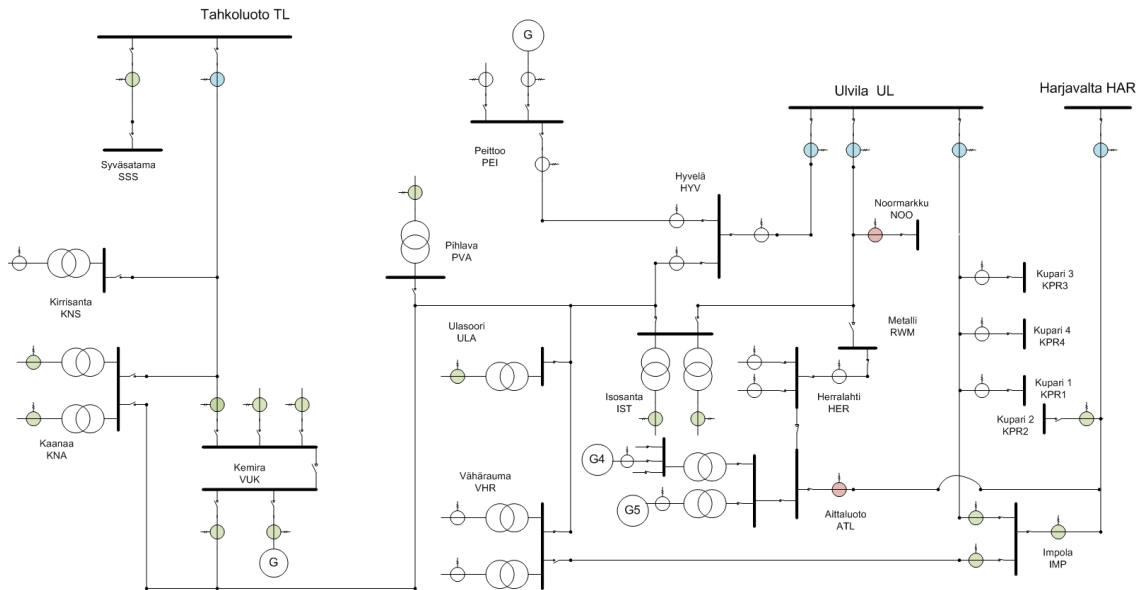 Tahkoluoto TL
G
Ulvila UL
Harjavalta HAR
Peittoo
PEI
Syväsatama
SSS
Hyvelä
HYV
Noormarkku
NOO
Pihlava
PVA
Kirrisanta
KNS
Kupari 3
KPR3
Ulasoori
ULA
Metalli
RWM
Kupari 4
KPR4
Isosanta
IST
Herralahti
HER
Kupari 1
KPR1
Kupari 2
KPR2
Kaanaa
KNA
Kemira
VUK
G4
Vähärauma
VHR
G5
Aittaluoto
ATL
G
Impola
IMP